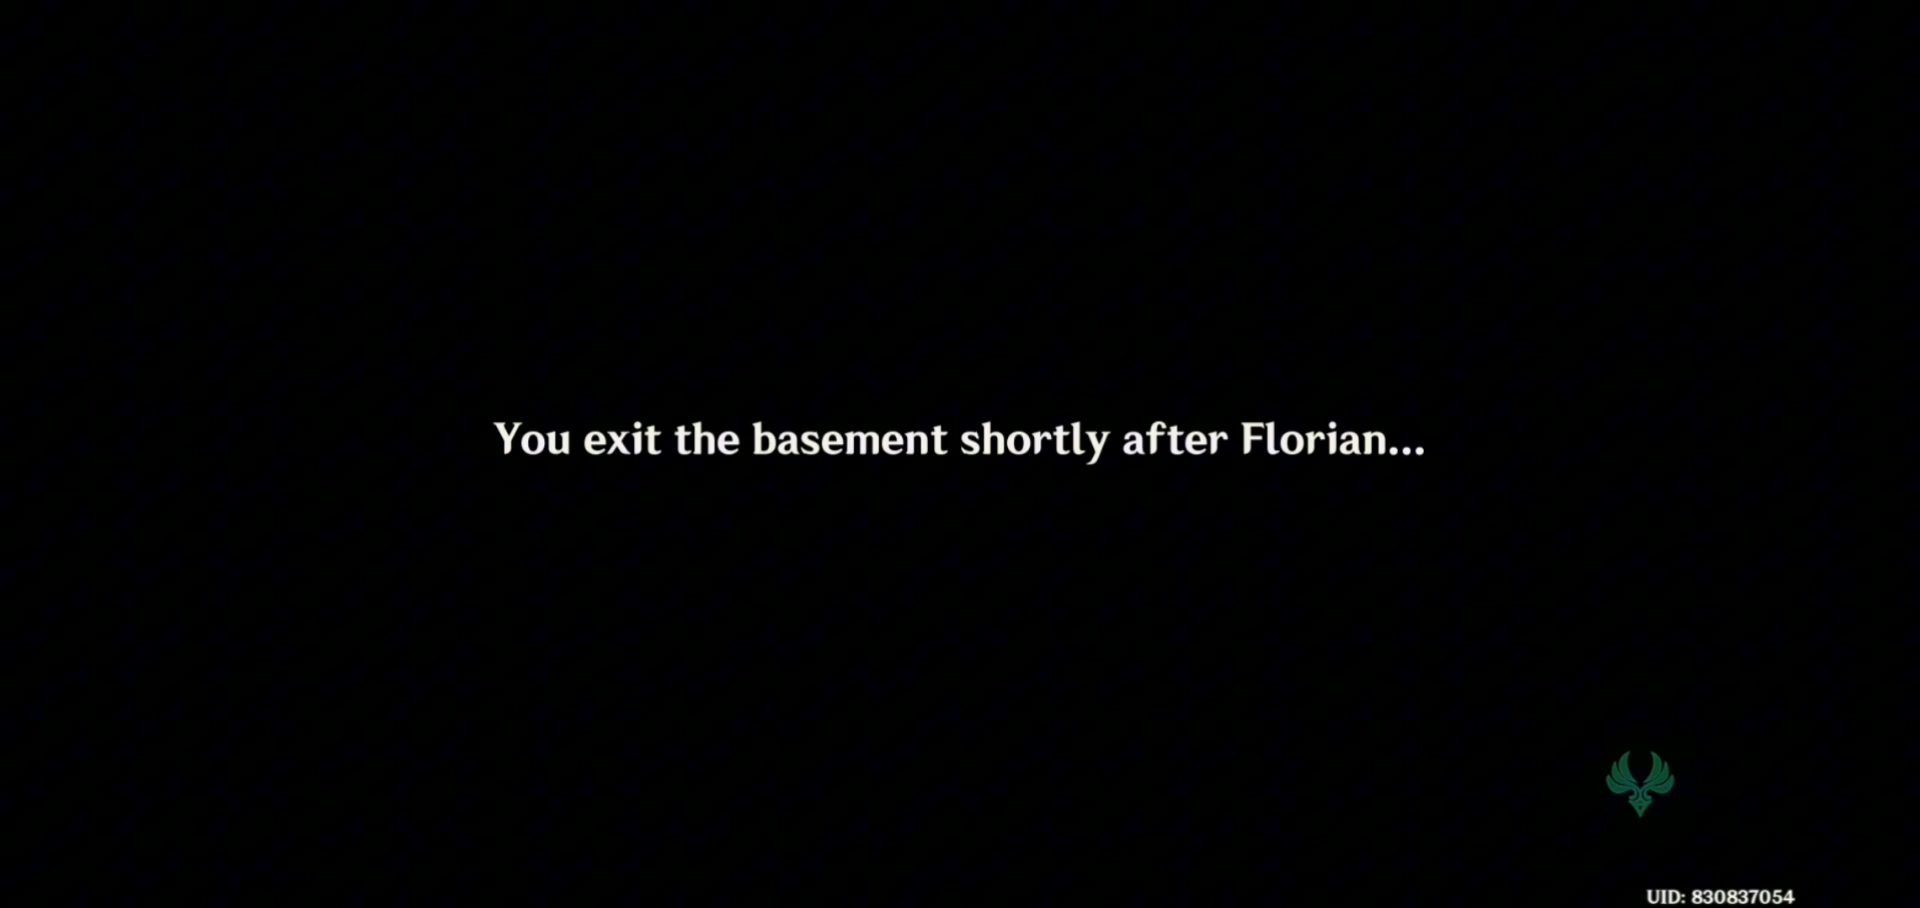 You exit the basement shortly after Florian...
UID: 830837054